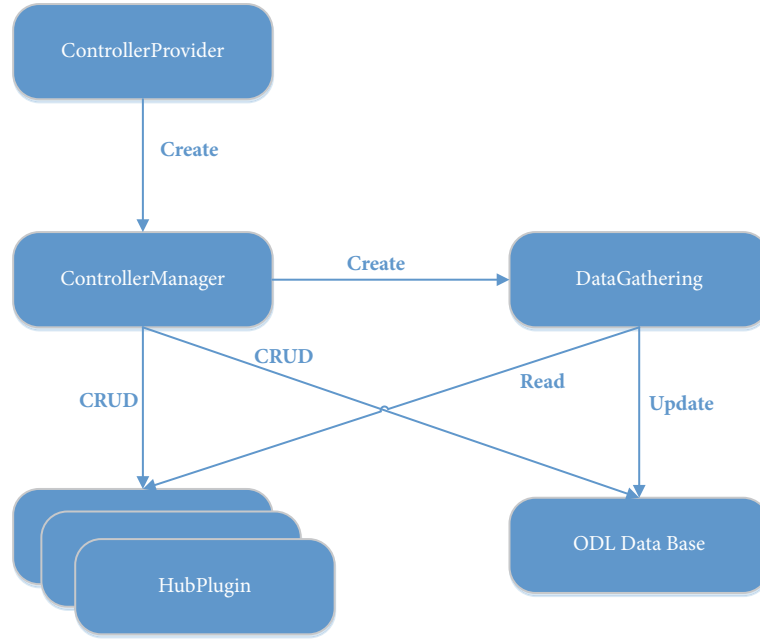 ControllerProvider
Create
ControllerManager
Create
DataGathering
CRUD
CRUD
Read
Update
HubPlugin
ODL Data Base